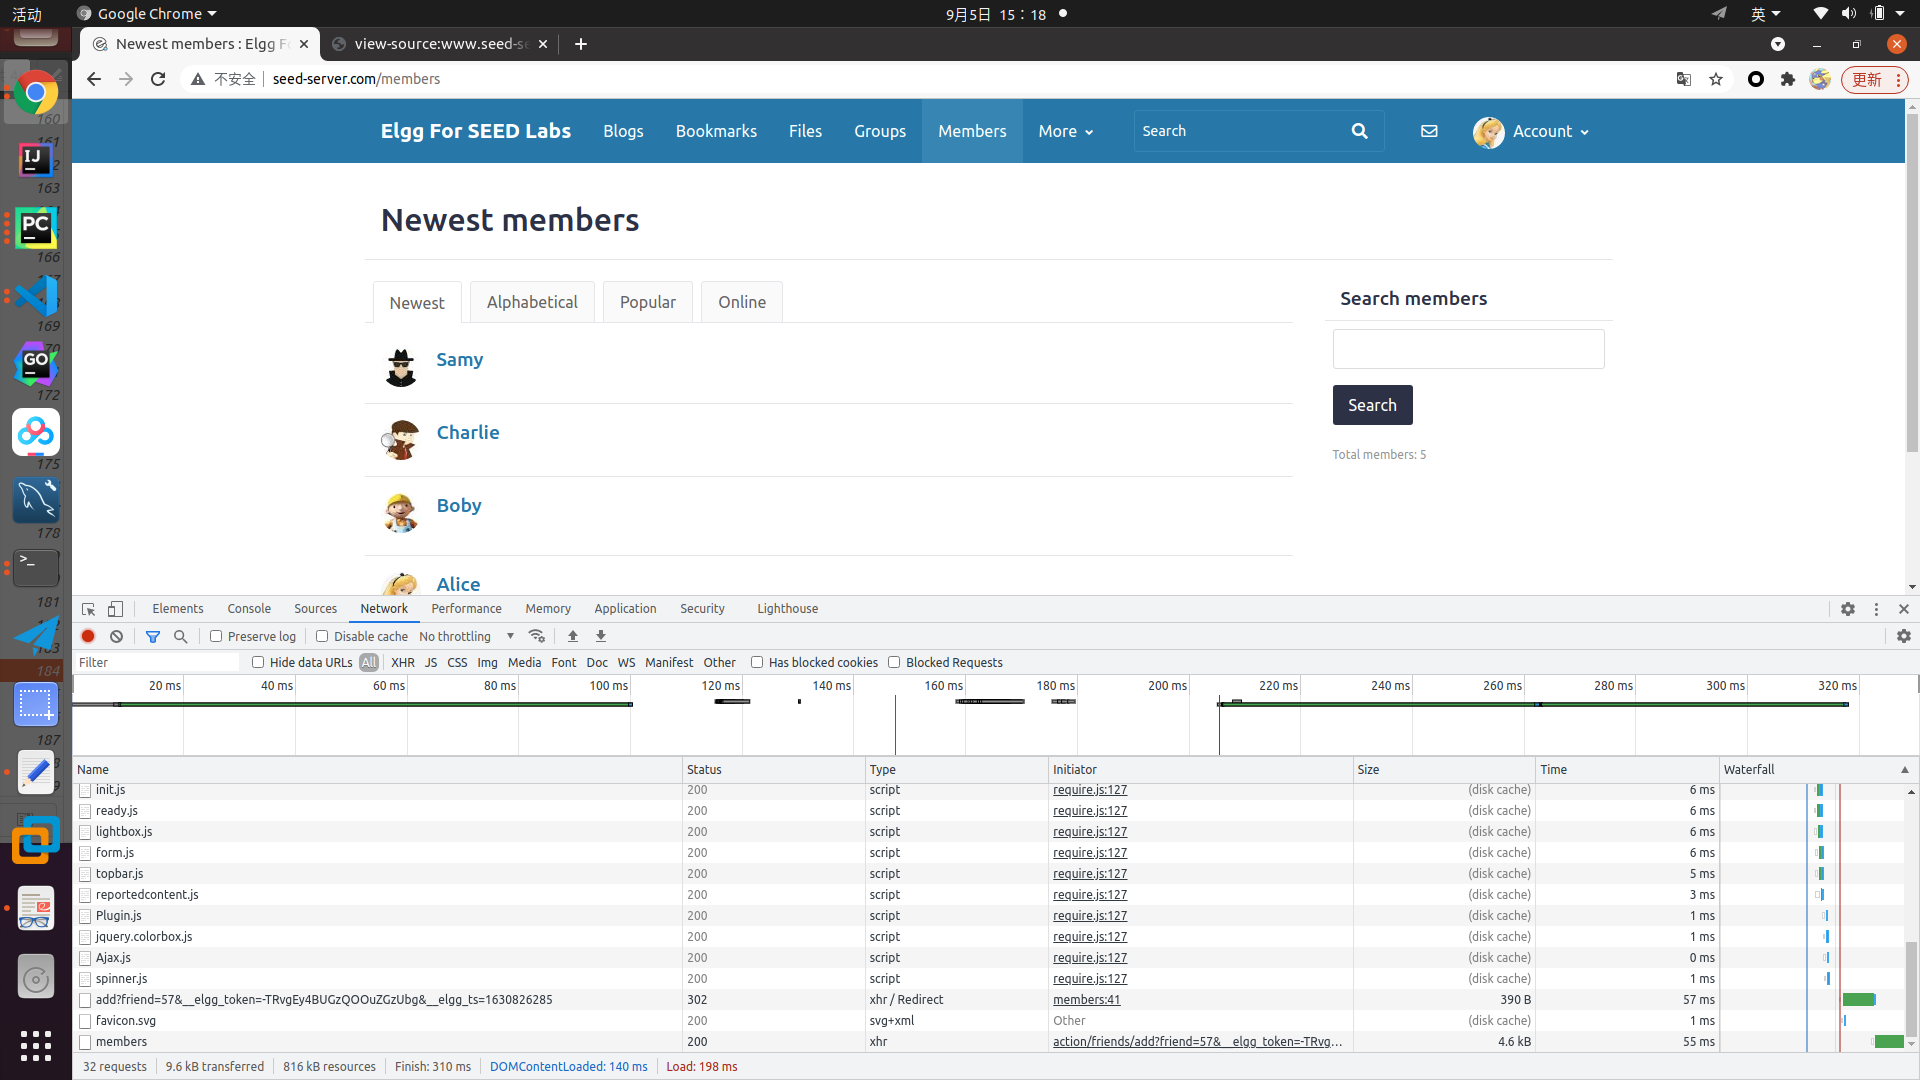 活动 Google Chrome 9月5日 15：18 英
Newest members : Elgg Fo view-source:www.seed-se
不安全 seed-server.com/members 更新
Elgg For SEED Labs Blogs Bookmarks Files Groups Members More Search Account
Newest members
Newest Alphabetical Popular Online
Search members
Samy
Charlie
Search
Boby
Total members: 5
Alice
160
163
166
169
172
175
178
181
184
187
IJ
PC
GO
Elements Console Sources Network Performance Memory Application Security Lighthouse
Preserve log Disable cache No throttling
Filter Hide data URLs All XHR JS CSS Img Media Font Doc WS Manifest Other Has blocked cookies Blocked Requests
20 ms 40 ms 60 ms 80 ms 100 ms 120 ms 140 ms 160 ms 180 ms 200 ms 220 ms 240 ms 260 ms 280 ms 300 ms 320 ms
Name Status Type Initiator Size Time Waterfall
init.js 200 script require.js:127 (disk cache) 6 ms
ready.js 200 script require.js:127 (disk cache) 6 ms
lightbox.js 200 script require.js:127 (disk cache) 6 ms
form.js 200 script require.js:127 (disk cache) 6 ms
topbar.js 200 script require.js:127 (disk cache) 5 ms
reportedcontent.js 200 script require.js:127 (disk cache) 3 ms
Plugin.js 200 script require.js:127 (disk cache) 1 ms
jquery.colorbox.js 200 script require.js:127 (disk cache) 1 ms
Ajax.js 200 script require.js:127 (disk cache) 0 ms
spinner.js 200 script require.js:127 (disk cache) 1 ms
add?friend=57&__elgg_token=-TRvgEy4BUGzQOOuZGzUbg&__elgg_ts=1630826285 302 xhr / Redirect members:41 390 B 57 ms
favicon.svg 200 svg+xml Other (disk cache) 1 ms
members 200 xhr action/friends/add?friend=57&__elgg_token=-TRvg... 4.6 kB 55 ms
32 requests 9.6 kB transferred 816 kB resources Finish: 310 ms DOMContentLoaded: 140 ms Load: 198 ms